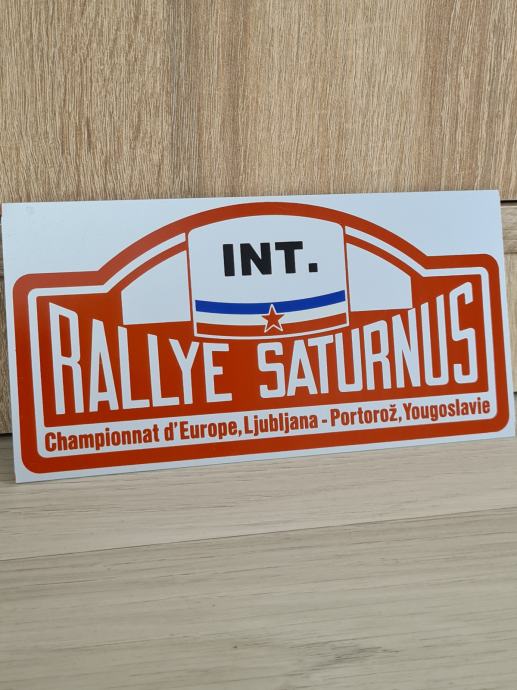 INT.
RALLYE SATURNUS
Championnat d'Europe, Ljubljana - Portorož, Yougoslavie